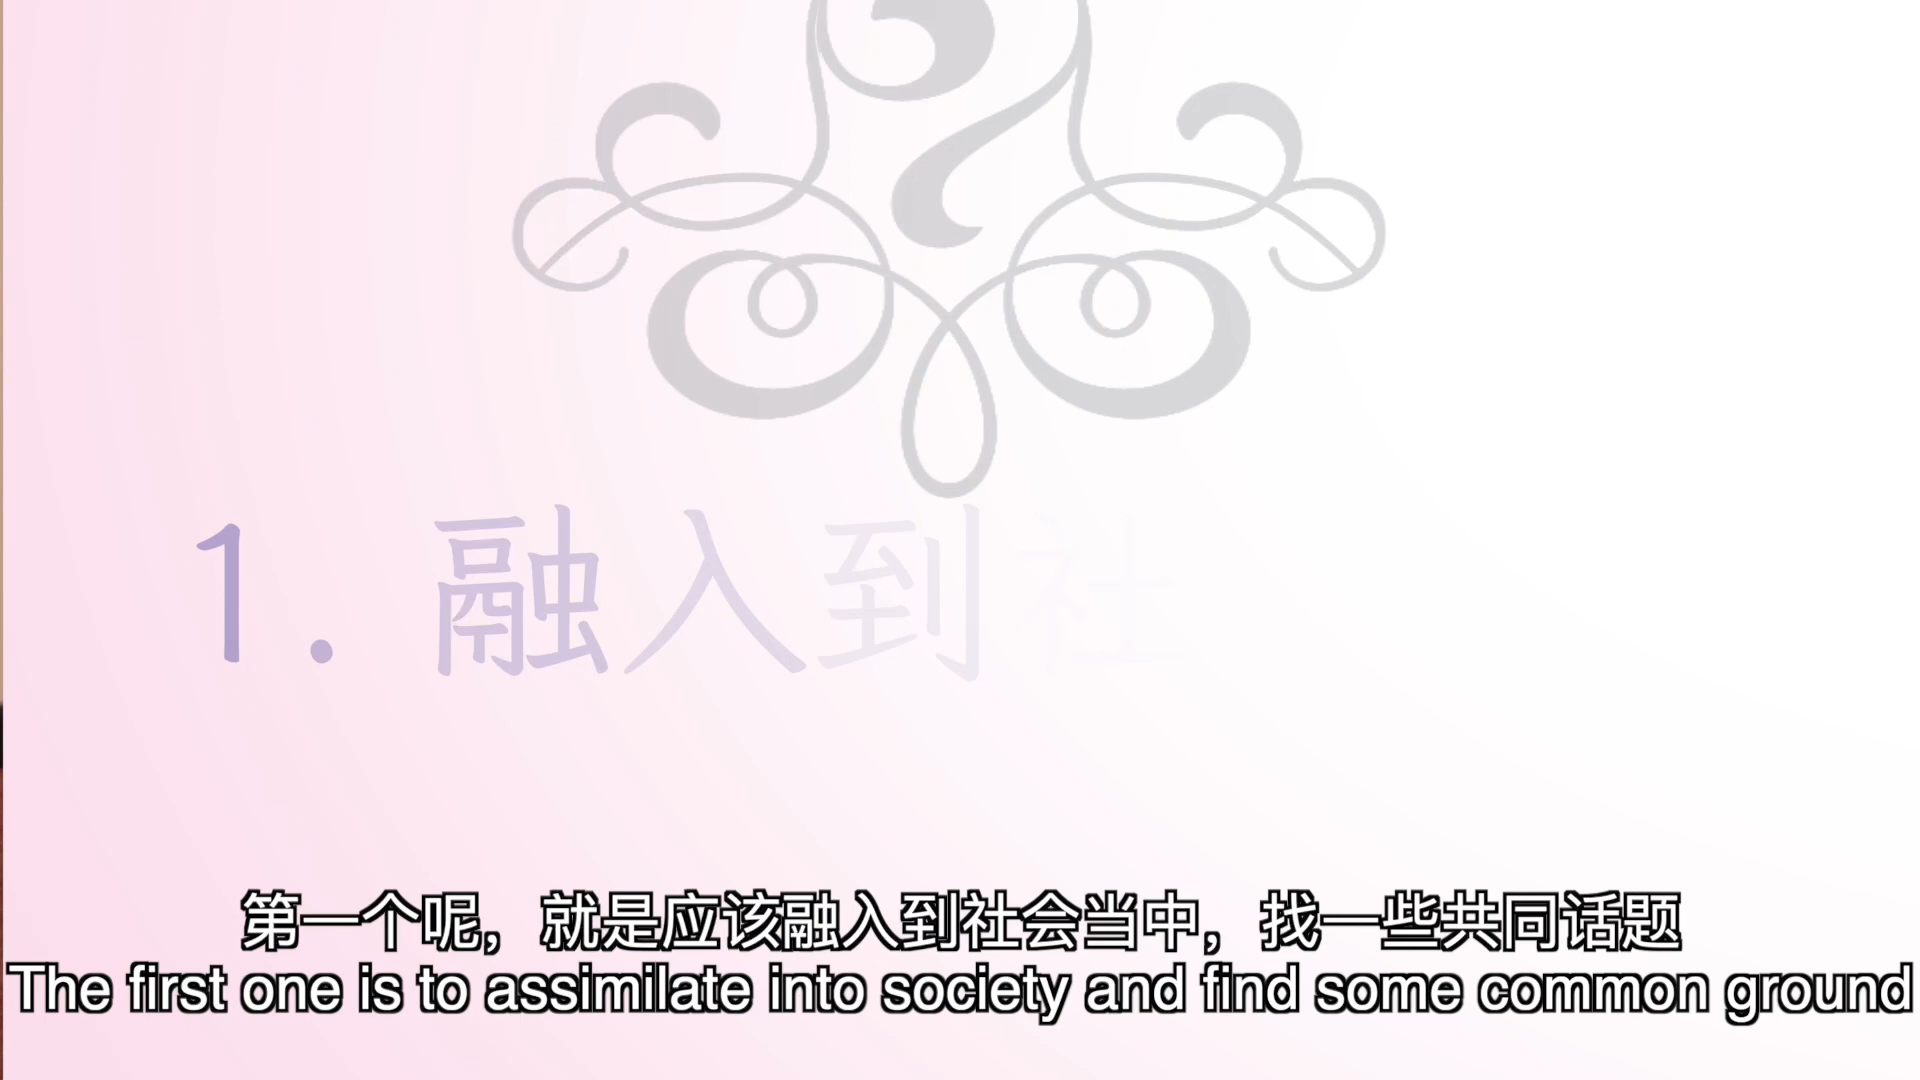 1. 融入到社
第一个呢，就是应该融入到社会当中，找一些共同话题
The first one is to assimilate into society and find some common ground